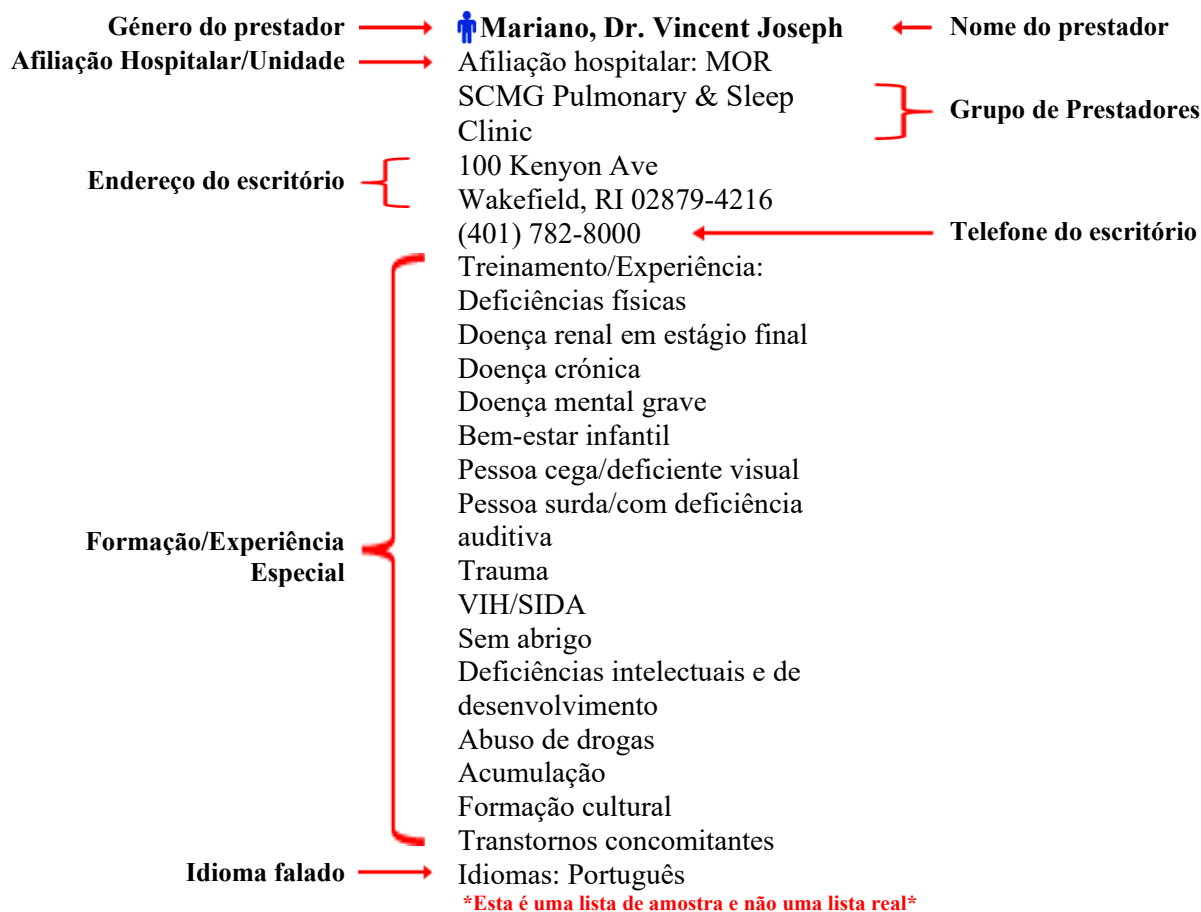 Género do prestador
Mariano, Dr. Vincent Joseph
Nome do prestador
Afiliação Hospitalar/Unidade
Afiliação hospitalar: MOR
SCMG Pulmonary & Sleep
Clinic
Grupo de Prestadores
Endereço do escritório
100 Kenyon Ave
Wakefield, RI 02879-4216
(401) 782-8000
Telefone do escritório
Treinamento/Experiência:
Deficiências físicas
Doença renal em estágio final
Doença crónica
Doença mental grave
Bem-estar infantil
Pessoa cega/deficiente visual
Pessoa surda/com deficiência
auditiva
Formação/Experiência
Especial
Trauma
VIH/SIDA
Sem abrigo
Deficiências intelectuais e de
desenvolvimento
Abuso de drogas
Acumulação
Formação cultural
Transtornos concomitantes
Idioma falado
Idiomas: Português
*Esta é uma lista de amostra e não uma lista real*